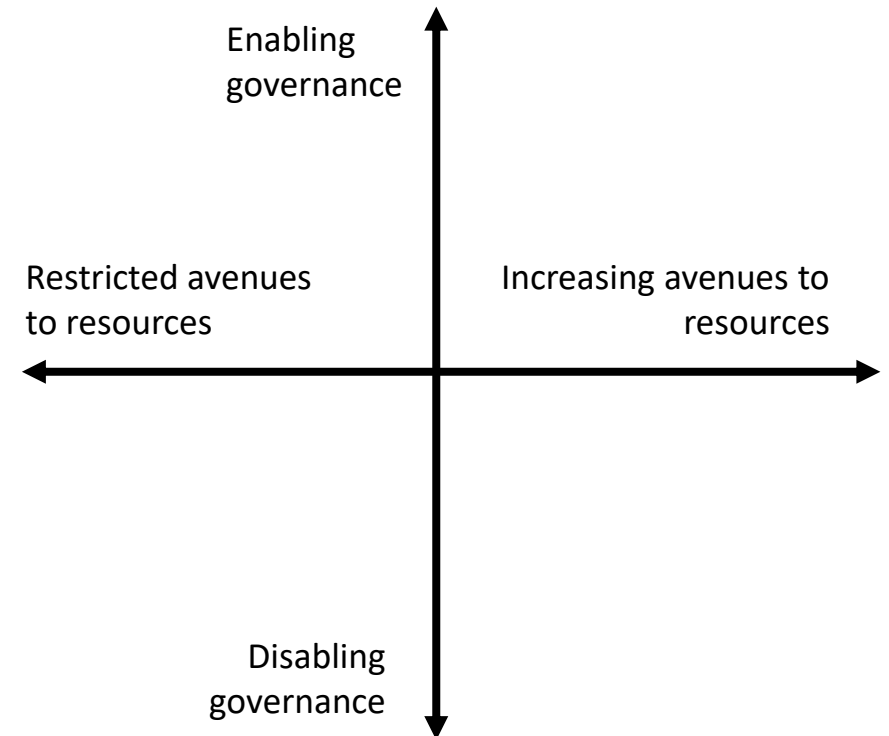 Enabling
governance
Restricted avenues
to resources
Increasing avenues to
resources
Disabling
governance